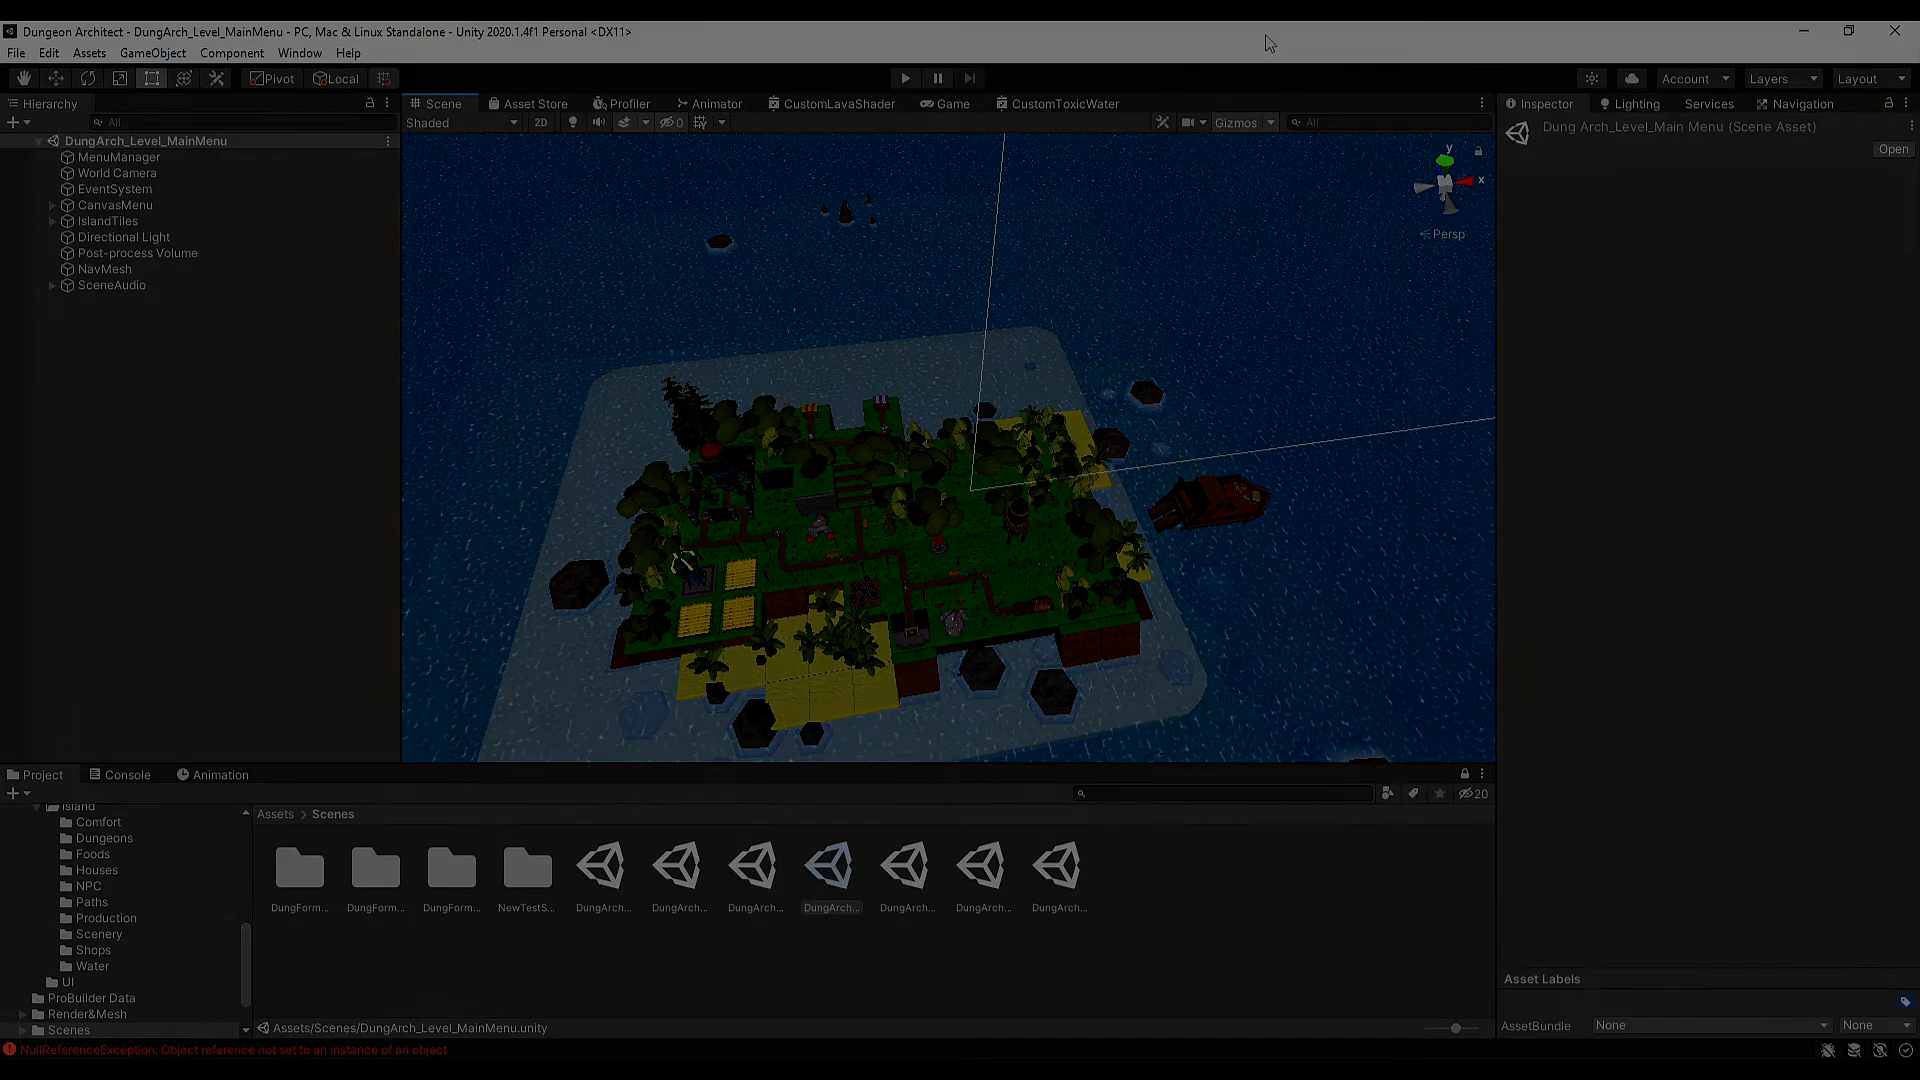 Dungeon Architect - DungArch_Level_MainMenu - PC, Mac & Linux Standalone - Unity 2020.1.4f1 Personal <DX11>
File Edit Assets GameObject Component Window Help
Pivot Local Account Layers Layout
Hierarchy
All
DungArch_Level_MainMenu
MenuManager
World Camera
EventSystem
CanvasMenu
IslandTiles
Directional Light
Post-process Volume
NavMesh
SceneAudio
Scene Asset Store Profiler Animator CustomLavaShader Game CustomToxicWater
Shaded 2D 0 Gizmos All
y
x
Persp
Inspector Lighting Services Navigation
Dung Arch_Level_Main Menu (Scene Asset)
Open
Project Console Animation
20
Island
Comfort
Dungeons
Foods
Houses
NPC
Paths
Production
Scenery
Shops
Water
UI
ProBuilder Data
Render&Mesh
Scenes
Assets > Scenes
DungForm... DungForm... DungForm... NewTestS... DungArch... DungArch... DungArch... DungArch... DungArch... DungArch... DungArch...
Assets/Scenes/DungArch_Level_MainMenu.unity
Asset Labels
AssetBundle None None
NullReferenceException: Object reference not set to an instance of an object